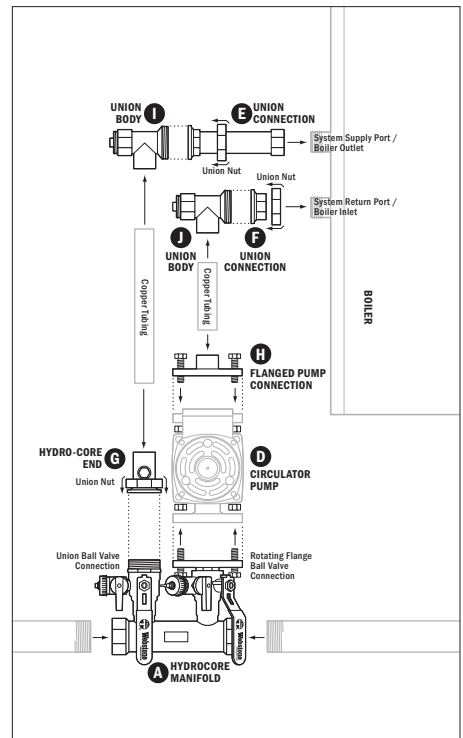 UNION
BODY
I
E
UNION
CONNECTION
Union Nut
System Supply Port /
Boiler Outlet
Union Nut
System Return Port /
Boiler Inlet
J
UNION
BODY
F
UNION
CONNECTION
Copper Tubing
Copper Tubing
BOILER
H
FLANGED PUMP
CONNECTION
HYDRO-CORE
END
G
Union Nut
D
CIRCULATOR
PUMP
Union Ball Valve
Connection
Rotating Flange
Ball Valve
Connection
Webstone
Webstone
A
HYDROCORE
MANIFOLD